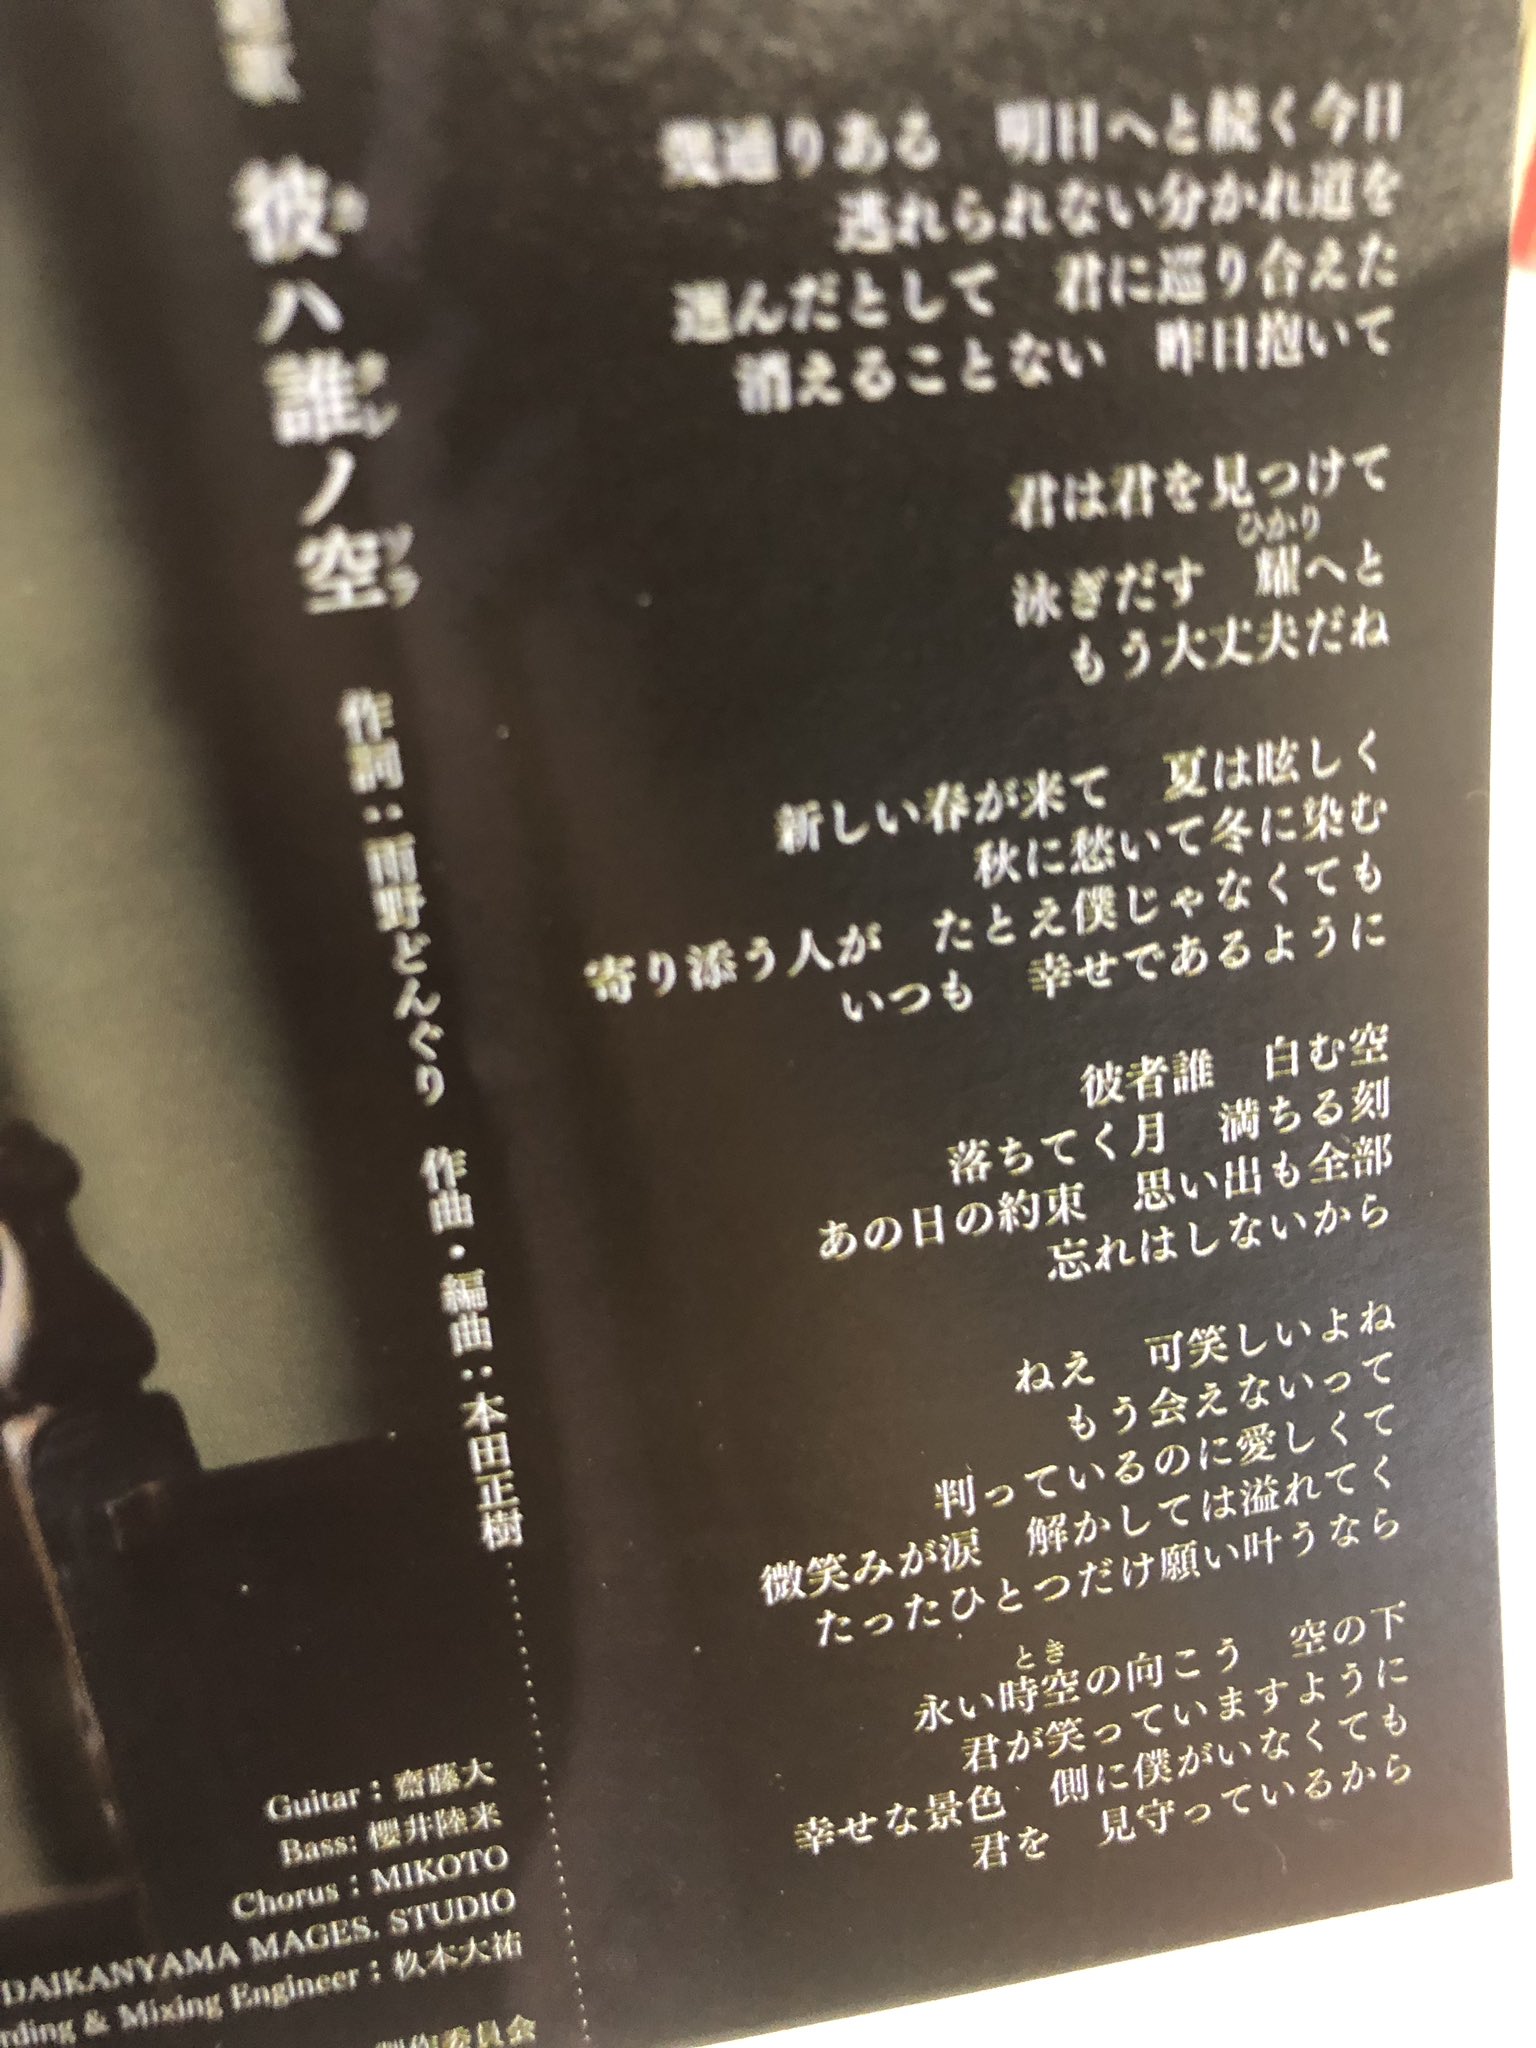 彼ハ誰ノ空
カ
タレ
ソラ
作詞：雨野どんぐり　作曲・編曲：本田正樹
幾通りある　明日へと続く今日
逃れられない分かれ道を
選んだとして　君に巡り合えた
消えることない　昨日抱いて
君は君を見つけて
ひかり
泳ぎだす　耀へと
もう大丈夫だね
新しい春が来て　夏は眩しく
秋に愁いて冬に染む
寄り添う人が　たとえ僕じゃなくても
いつも　幸せであるように
彼者誰　白む空
落ちてく月　満ちる刻
あの日の約束　思い出も全部
忘れはしないから
ねえ　可笑しいよね
もう会えないって
判っているのに愛しくて
微笑みが涙　解かしては溢れてく
たったひとつだけ願い叶うなら
とき
永い時空の向こう　空の下
君が笑っていますように
幸せな景色　側に僕がいなくても
君を　見守っているから
Guitar：齋藤大
Bass: 櫻井陸来
Chorus：MIKOTO
DAIKANYAMA MAGES. STUDIO
rding & Mixing Engineer：杁本大祐
製作委員会